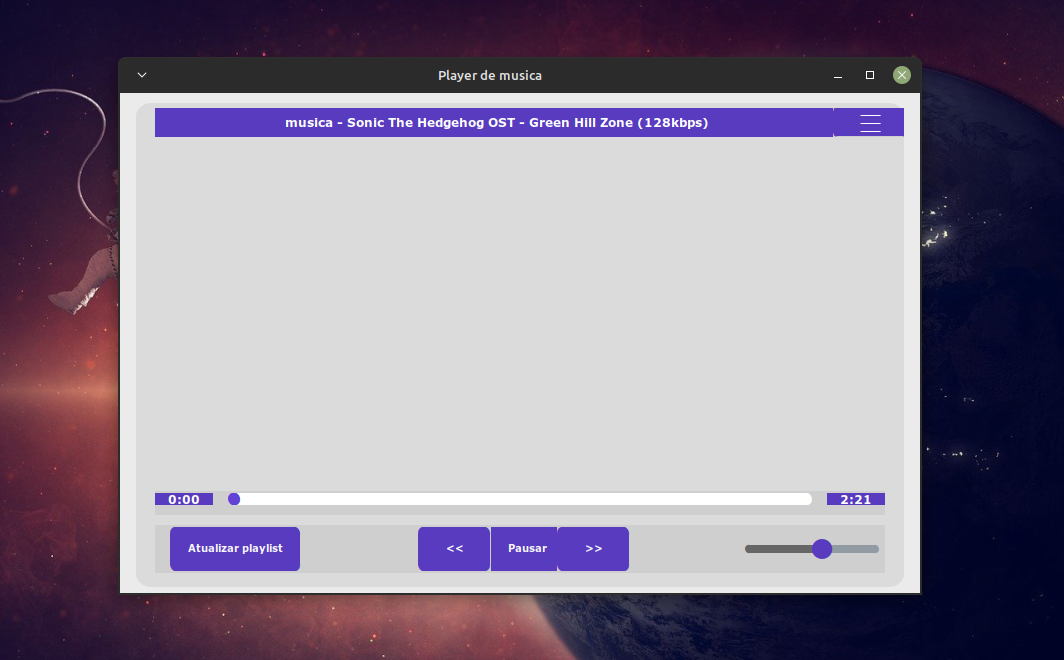 Player de musica
musica - Sonic The Hedgehog OST - Green Hill Zone (128kbps)
0:00
2:21
Atualizar playlist
<<
Pausar
>>